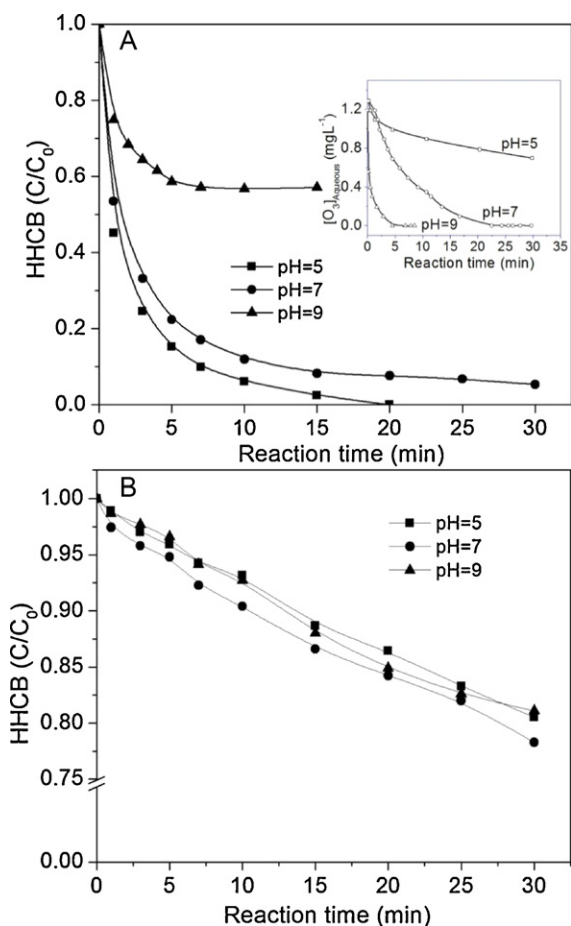 A
1.0
0.8
0.6
0.4
0.2
0.0
HHCB (C/C₀)
pH=5
pH=7
pH=9
0 5 10 15 20 25 30
Reaction time (min)
1.2
0.8
0.4
0.0
[O₃]Aqueous (mgL⁻¹)
pH=5
pH=7
pH=9
0 5 10 15 20 25 30 35
Reaction time (min)
B
1.00
0.95
0.90
0.85
0.80
0.75
0.00
HHCB (C/C₀)
pH=5
pH=7
pH=9
0 5 10 15 20 25 30
Reaction time (min)